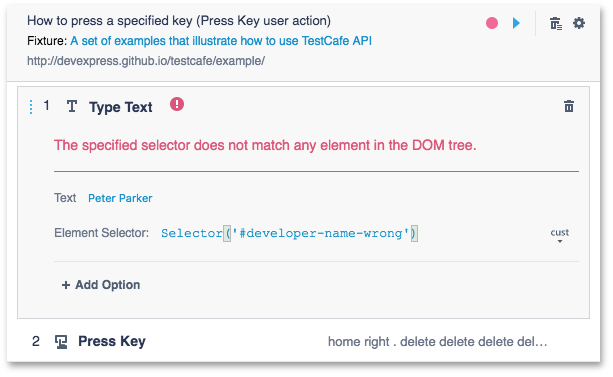 How to press a specified key (Press Key user action)
Fixture: A set of examples that illustrate how to use TestCafe API
http://devexpress.github.io/testcafe/example/
1 Type Text
The specified selector does not match any element in the DOM tree.
Text Peter Parker
Element Selector: Selector('#developer-name-wrong') cust
+ Add Option
2 Press Key home right . delete delete delete del...